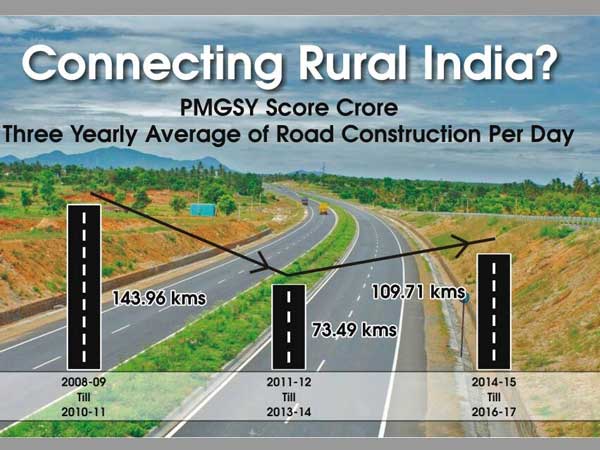 Connecting Rural India?
PMGSY Score Crore
Three Yearly Average of Road Construction Per Day
143.96 kms
73.49 kms
109.71 kms
2008-09
Till
2010-11
2011-12
Till
2013-14
2014-15
Till
2016-17